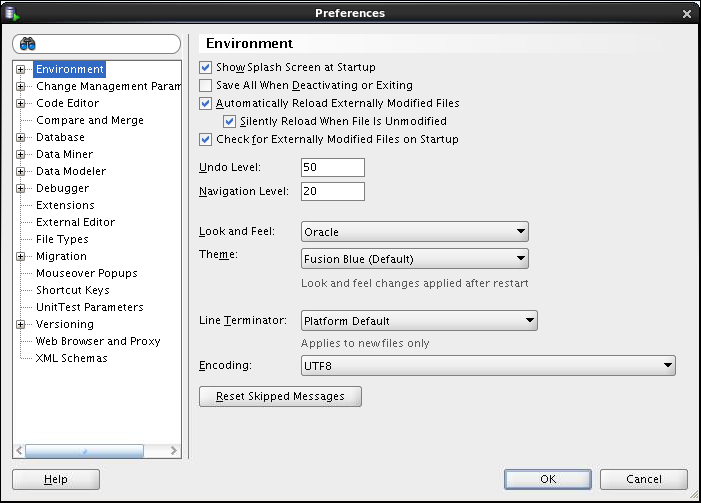 Preferences
Environment
Change Management Param
Code Editor
Compare and Merge
Database
Data Miner
Data Modeler
Debugger
Extensions
External Editor
File Types
Migration
Mouseover Popups
Shortcut Keys
UnitTest Parameters
Versioning
Web Browser and Proxy
XML Schemas
Environment
Show Splash Screen at Startup
Save All When Deactivating or Exiting
Automatically Reload Externally Modified Files
Silently Reload When File Is Unmodified
Check for Externally Modified Files on Startup
Undo Level: 50
Navigation Level: 20
Look and Feel: Oracle
Theme: Fusion Blue (Default)
Look and feel changes applied after restart
Line Terminator: Platform Default
Applies to new files only
Encoding: UTF8
Reset Skipped Messages
Help OK Cancel